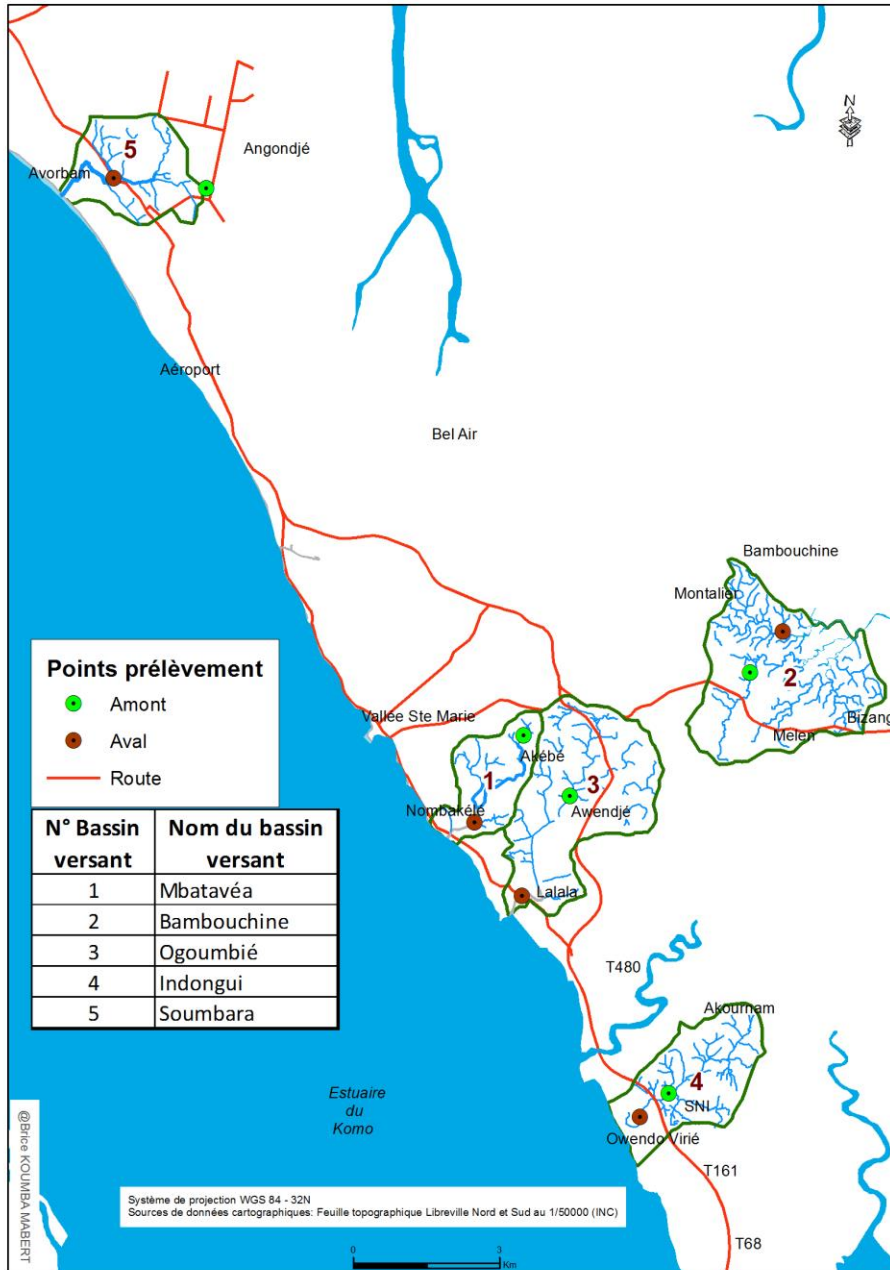 N
Angondjé
5
Avorbam
Aéroport
Bel Air
Bambouchine
Montalier
2
Bizang
Melen
Vallée Ste Marie
Akébé
1
3
Nombakélé
Awendjé
Lalala
T480
Akournam
4
SNI
Owendo Virié
T161
T68
Points prélèvement
Amont
Aval
Route
N° Bassin versant
Nom du bassin versant
1 Mbatavéa
2 Bambouchine
3 Ogoumbié
4 Indongui
5 Soumbara
Estuaire
du
Komo
@Brice KOUMBA MABERT
Système de projection WGS 84 - 32N
Sources de données cartographiques: Feuille topographique Libreville Nord et Sud au 1/50000 (INC)
0 3
Km